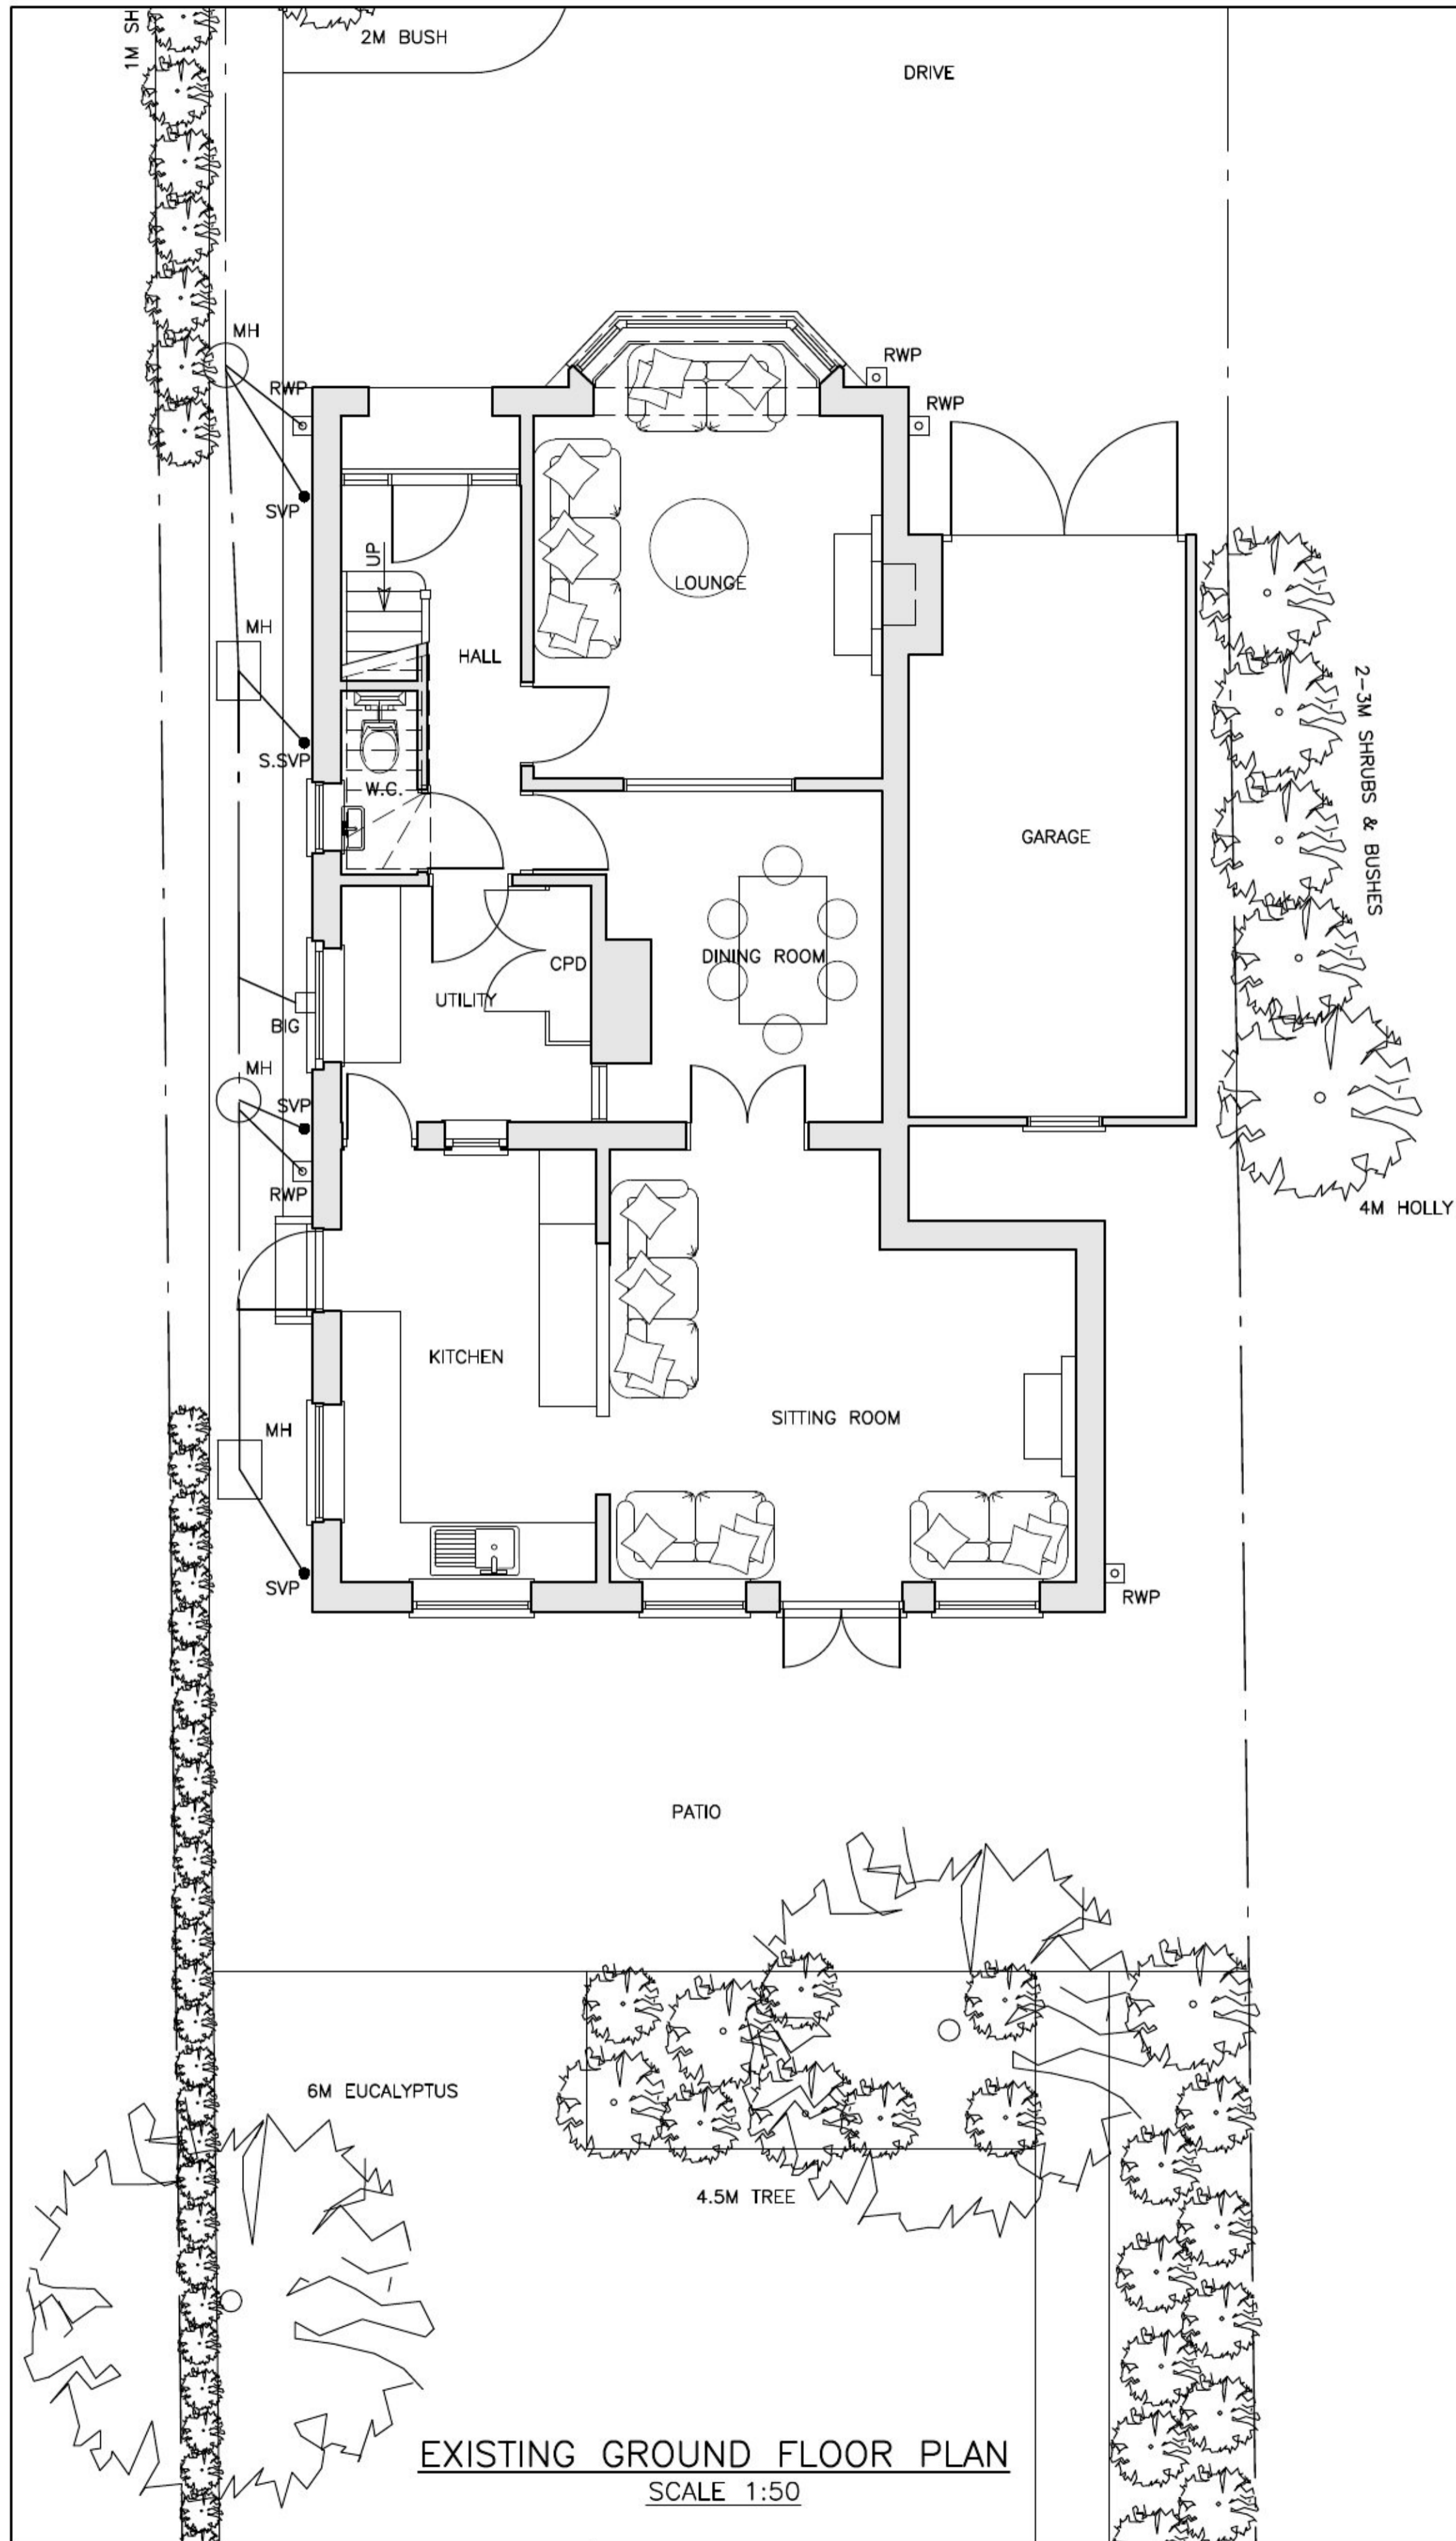 1M SH
2M BUSH
DRIVE
MH
RWP
RWP
RWP
SVP
UP
LOUNGE
MH
HALL
S.SVP
W.C.
2-3M SHRUBS & BUSHES
GARAGE
DINING ROOM
CPD
UTILITY
BIG
MH
SVP
RWP
4M HOLLY
KITCHEN
SITTING ROOM
MH
SVP
RWP
PATIO
6M EUCALYPTUS
4.5M TREE
EXISTING GROUND FLOOR PLAN
SCALE 1:50